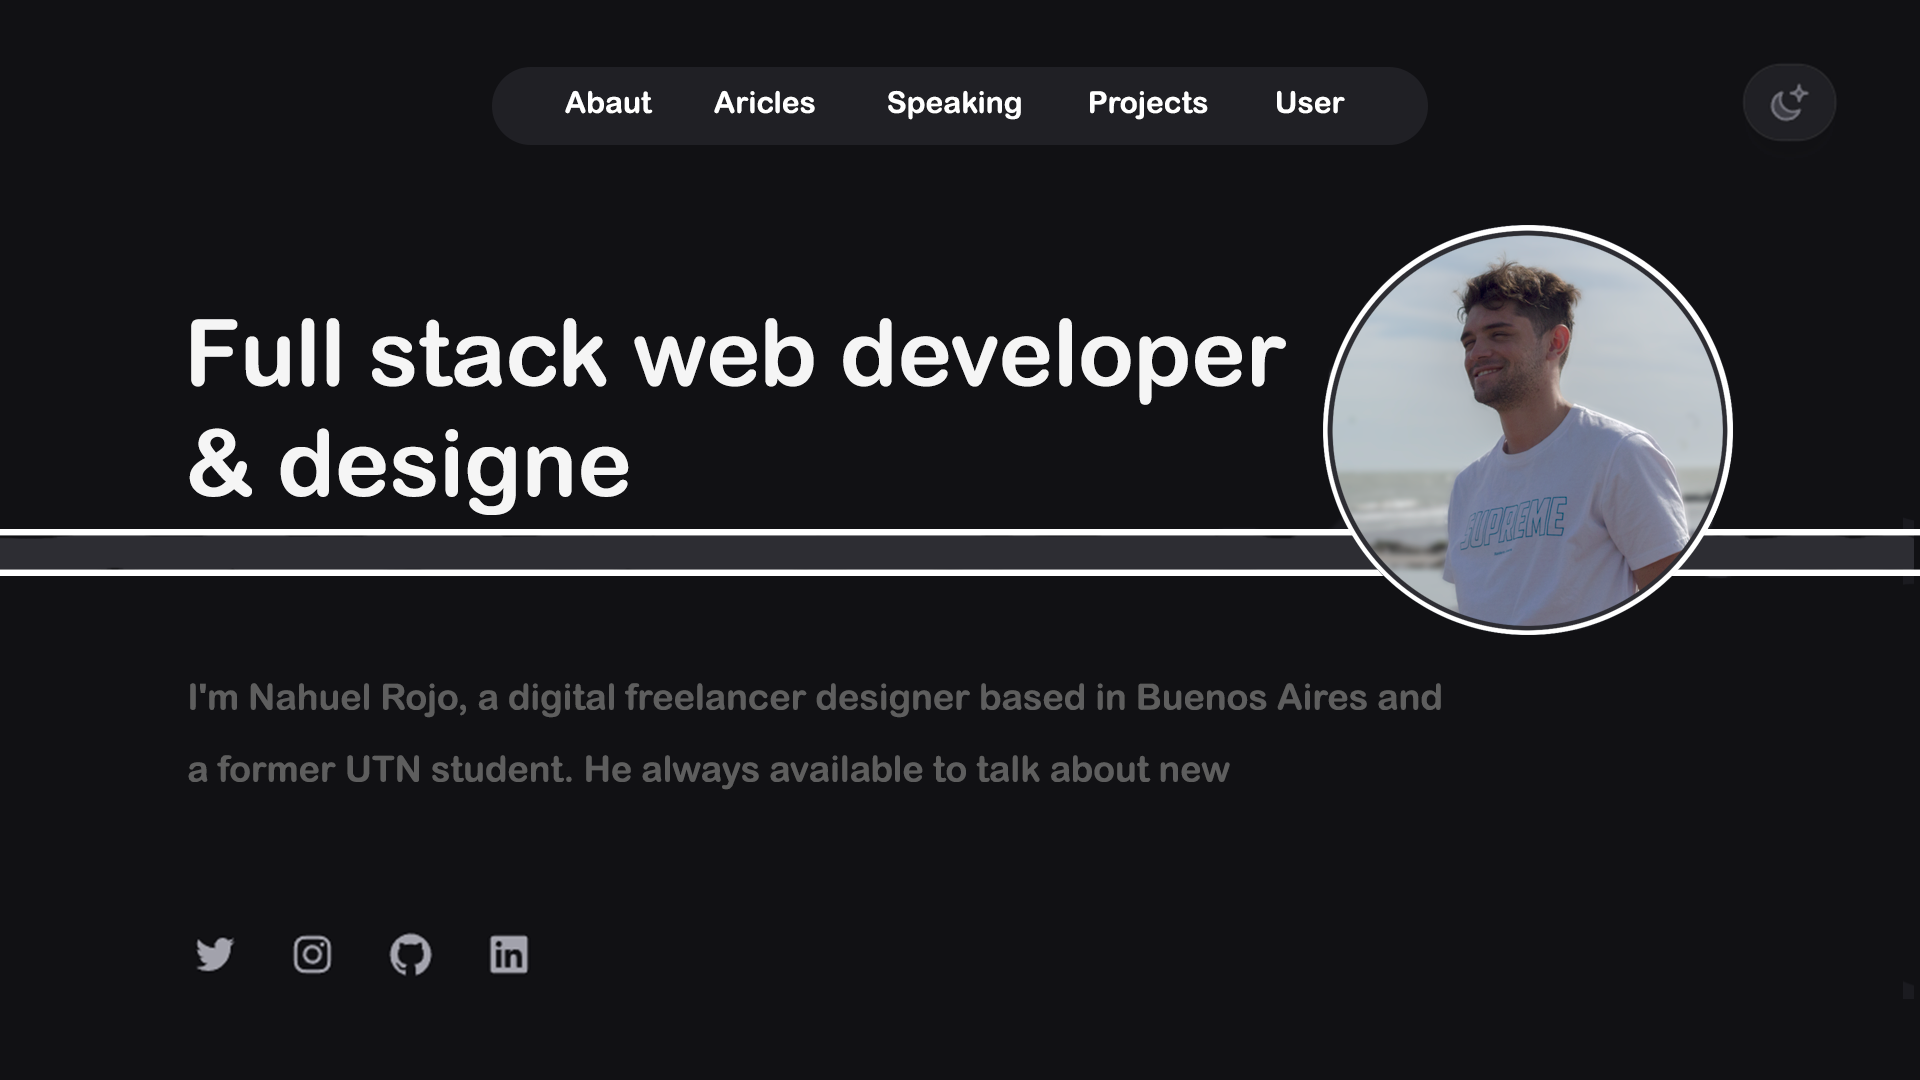 Abaut Aricles Speaking Projects User
Full stack web developer
& designe
SUPREME
I'm Nahuel Rojo, a digital freelancer designer based in Buenos Aires and
a former UTN student. He always available to talk about new
in